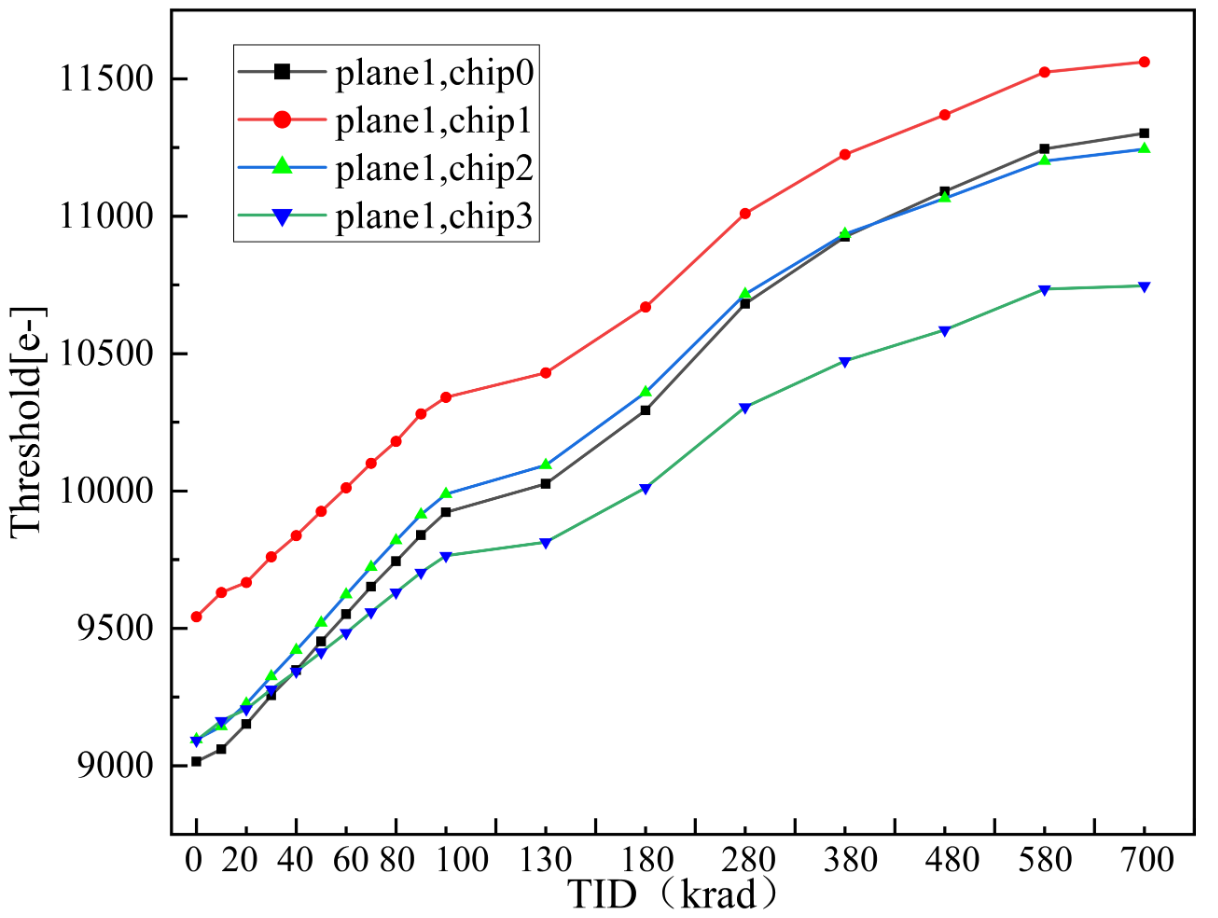 plane1,chip0
plane1,chip1
plane1,chip2
plane1,chip3
11500
11000
10500
10000
9500
9000
Threshold[e-]
0 20 40 60 80 100 130 180 280 380 480 580 700
TID（krad）